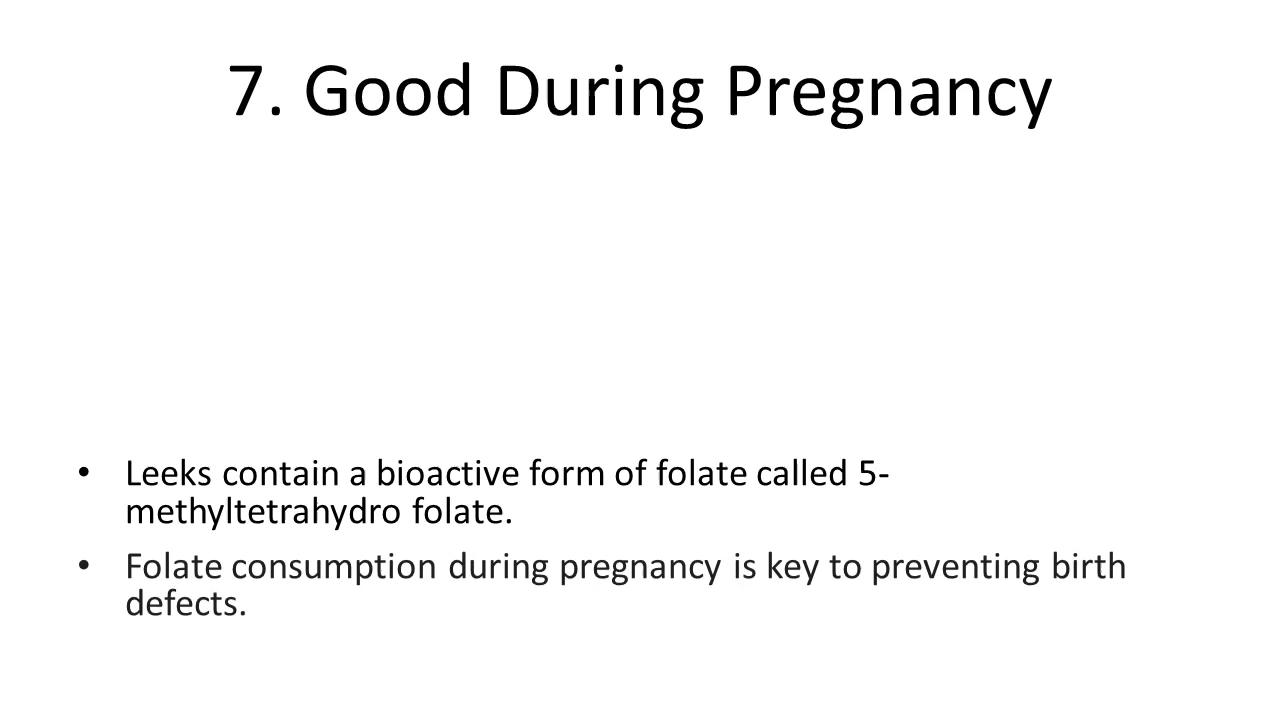 7. Good During Pregnancy
• Leeks contain a bioactive form of folate called 5-
methyltetrahydro folate.
• Folate consumption during pregnancy is key to preventing birth
defects.